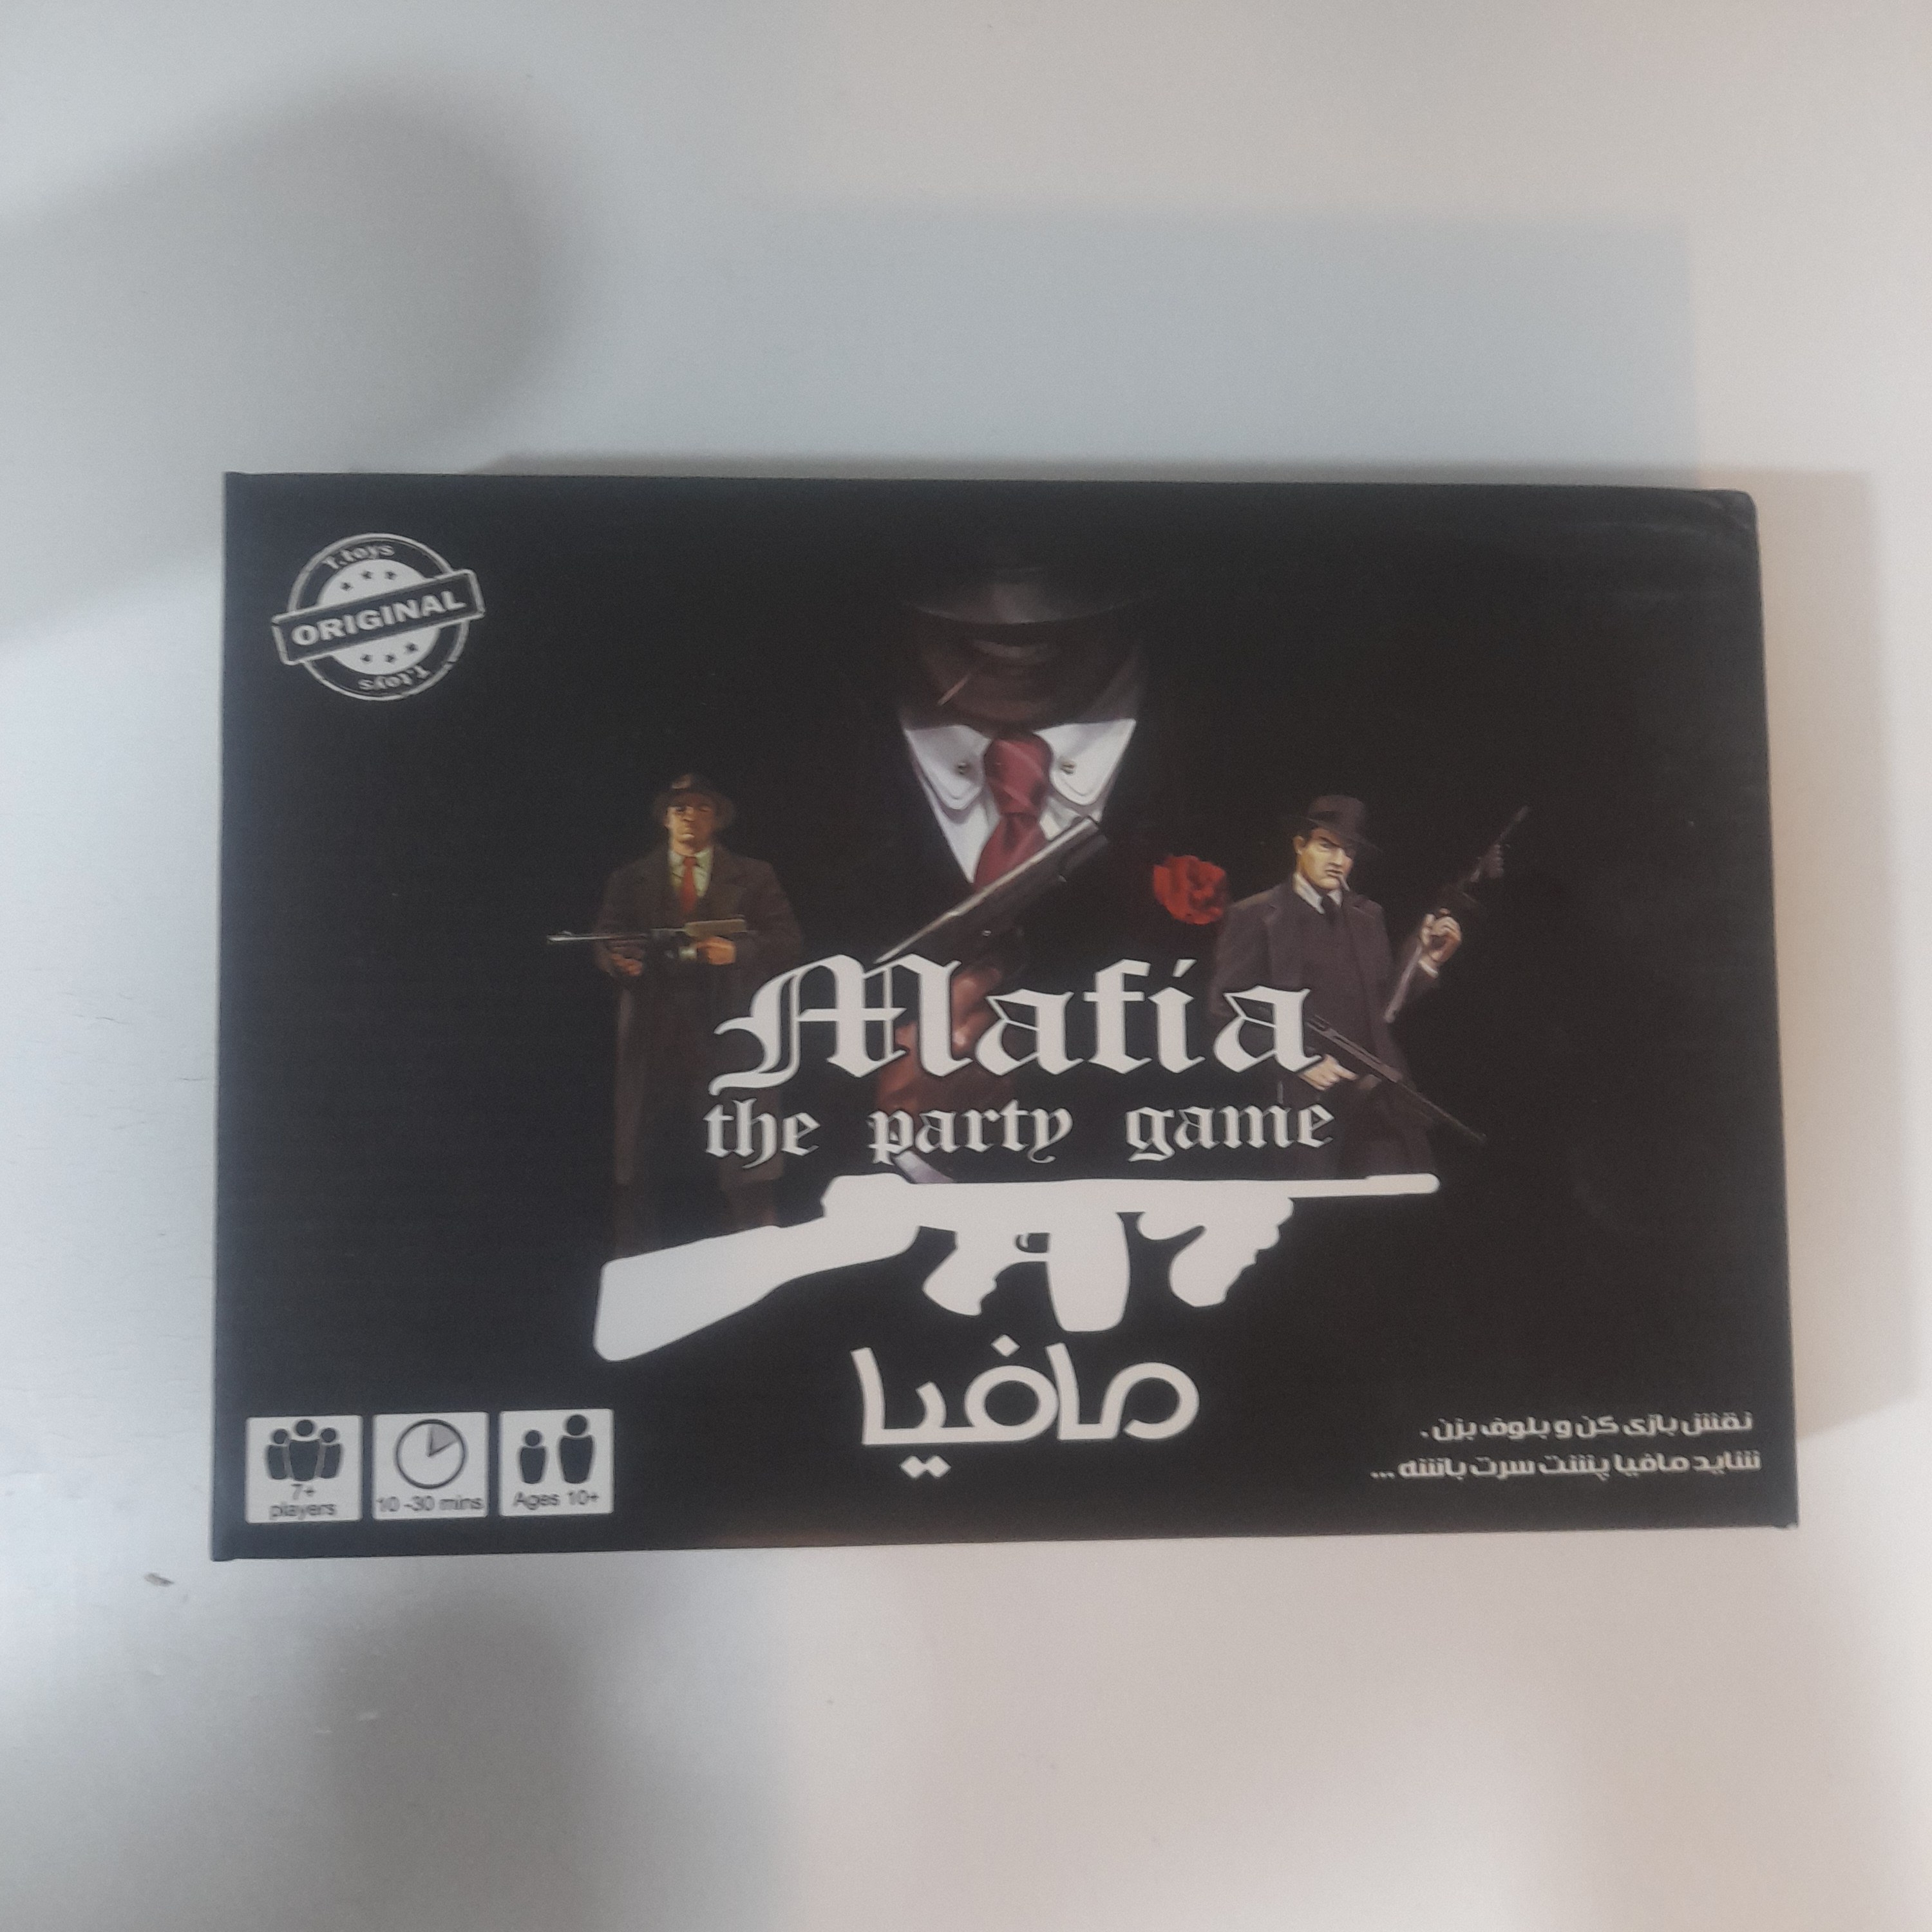 T.toys
ORIGINAL
T.toys
Mafia
the party game
مافیا
7+
players
10 -30 mins
Ages 10+
نقش بازی کن و بلوف بزن .
شاید مافیا پشت سرت باشه ...